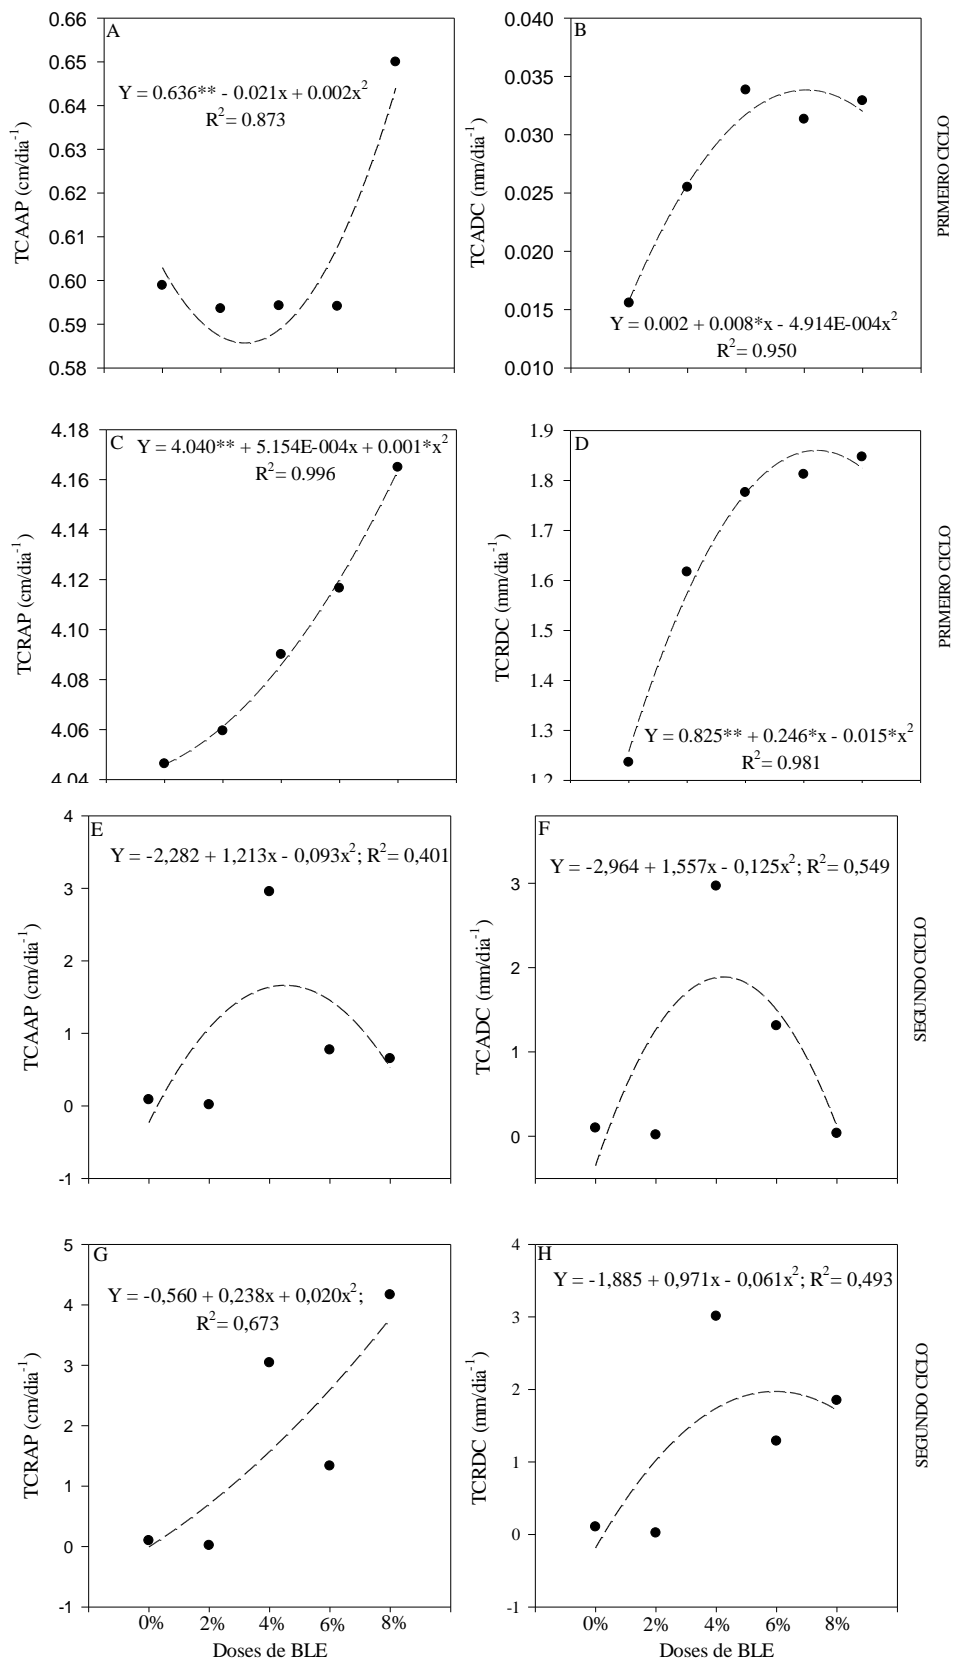 A
Y = 0.636** - 0.021x + 0.002x²
R² = 0.873
TCAAP (cm/dia⁻¹)
0.66
0.65
0.64
0.63
0.62
0.61
0.60
0.59
0.58
B
Y = 0.002 + 0.008*x - 4.914E-004x²
R² = 0.950
TCADC (mm/dia⁻¹)
0.040
0.035
0.030
0.025
0.020
0.015
0.010
PRIMEIRO CICLO
C
Y = 4.040** + 5.154E-004x + 0.001*x²
R² = 0.996
TCRAP (cm/dia⁻¹)
4.18
4.16
4.14
4.12
4.10
4.08
4.06
4.04
D
Y = 0.825** + 0.246*x - 0.015*x²
R² = 0.981
TCRDC (mm/dia⁻¹)
1.9
1.8
1.7
1.6
1.5
1.4
1.3
1.2
PRIMEIRO CICLO
E
Y = -2,282 + 1,213x - 0,093x²; R² = 0,401
TCAAP (cm/dia⁻¹)
4
3
2
1
0
-1
F
Y = -2,964 + 1,557x - 0,125x²; R² = 0,549
TCADC (mm/dia⁻¹)
3
2
1
0
SEGUNDO CICLO
G
Y = -0,560 + 0,238x + 0,020x²;
R² = 0,673
TCRAP (cm/dia⁻¹)
5
4
3
2
1
0
-1
0% 2% 4% 6% 8%
Doses de BLE
H
Y = -1,885 + 0,971x - 0,061x²; R² = 0,493
TCRDC (mm/dia⁻¹)
4
3
2
1
0
-1
0% 2% 4% 6% 8%
Doses de BLE
SEGUNDO CICLO